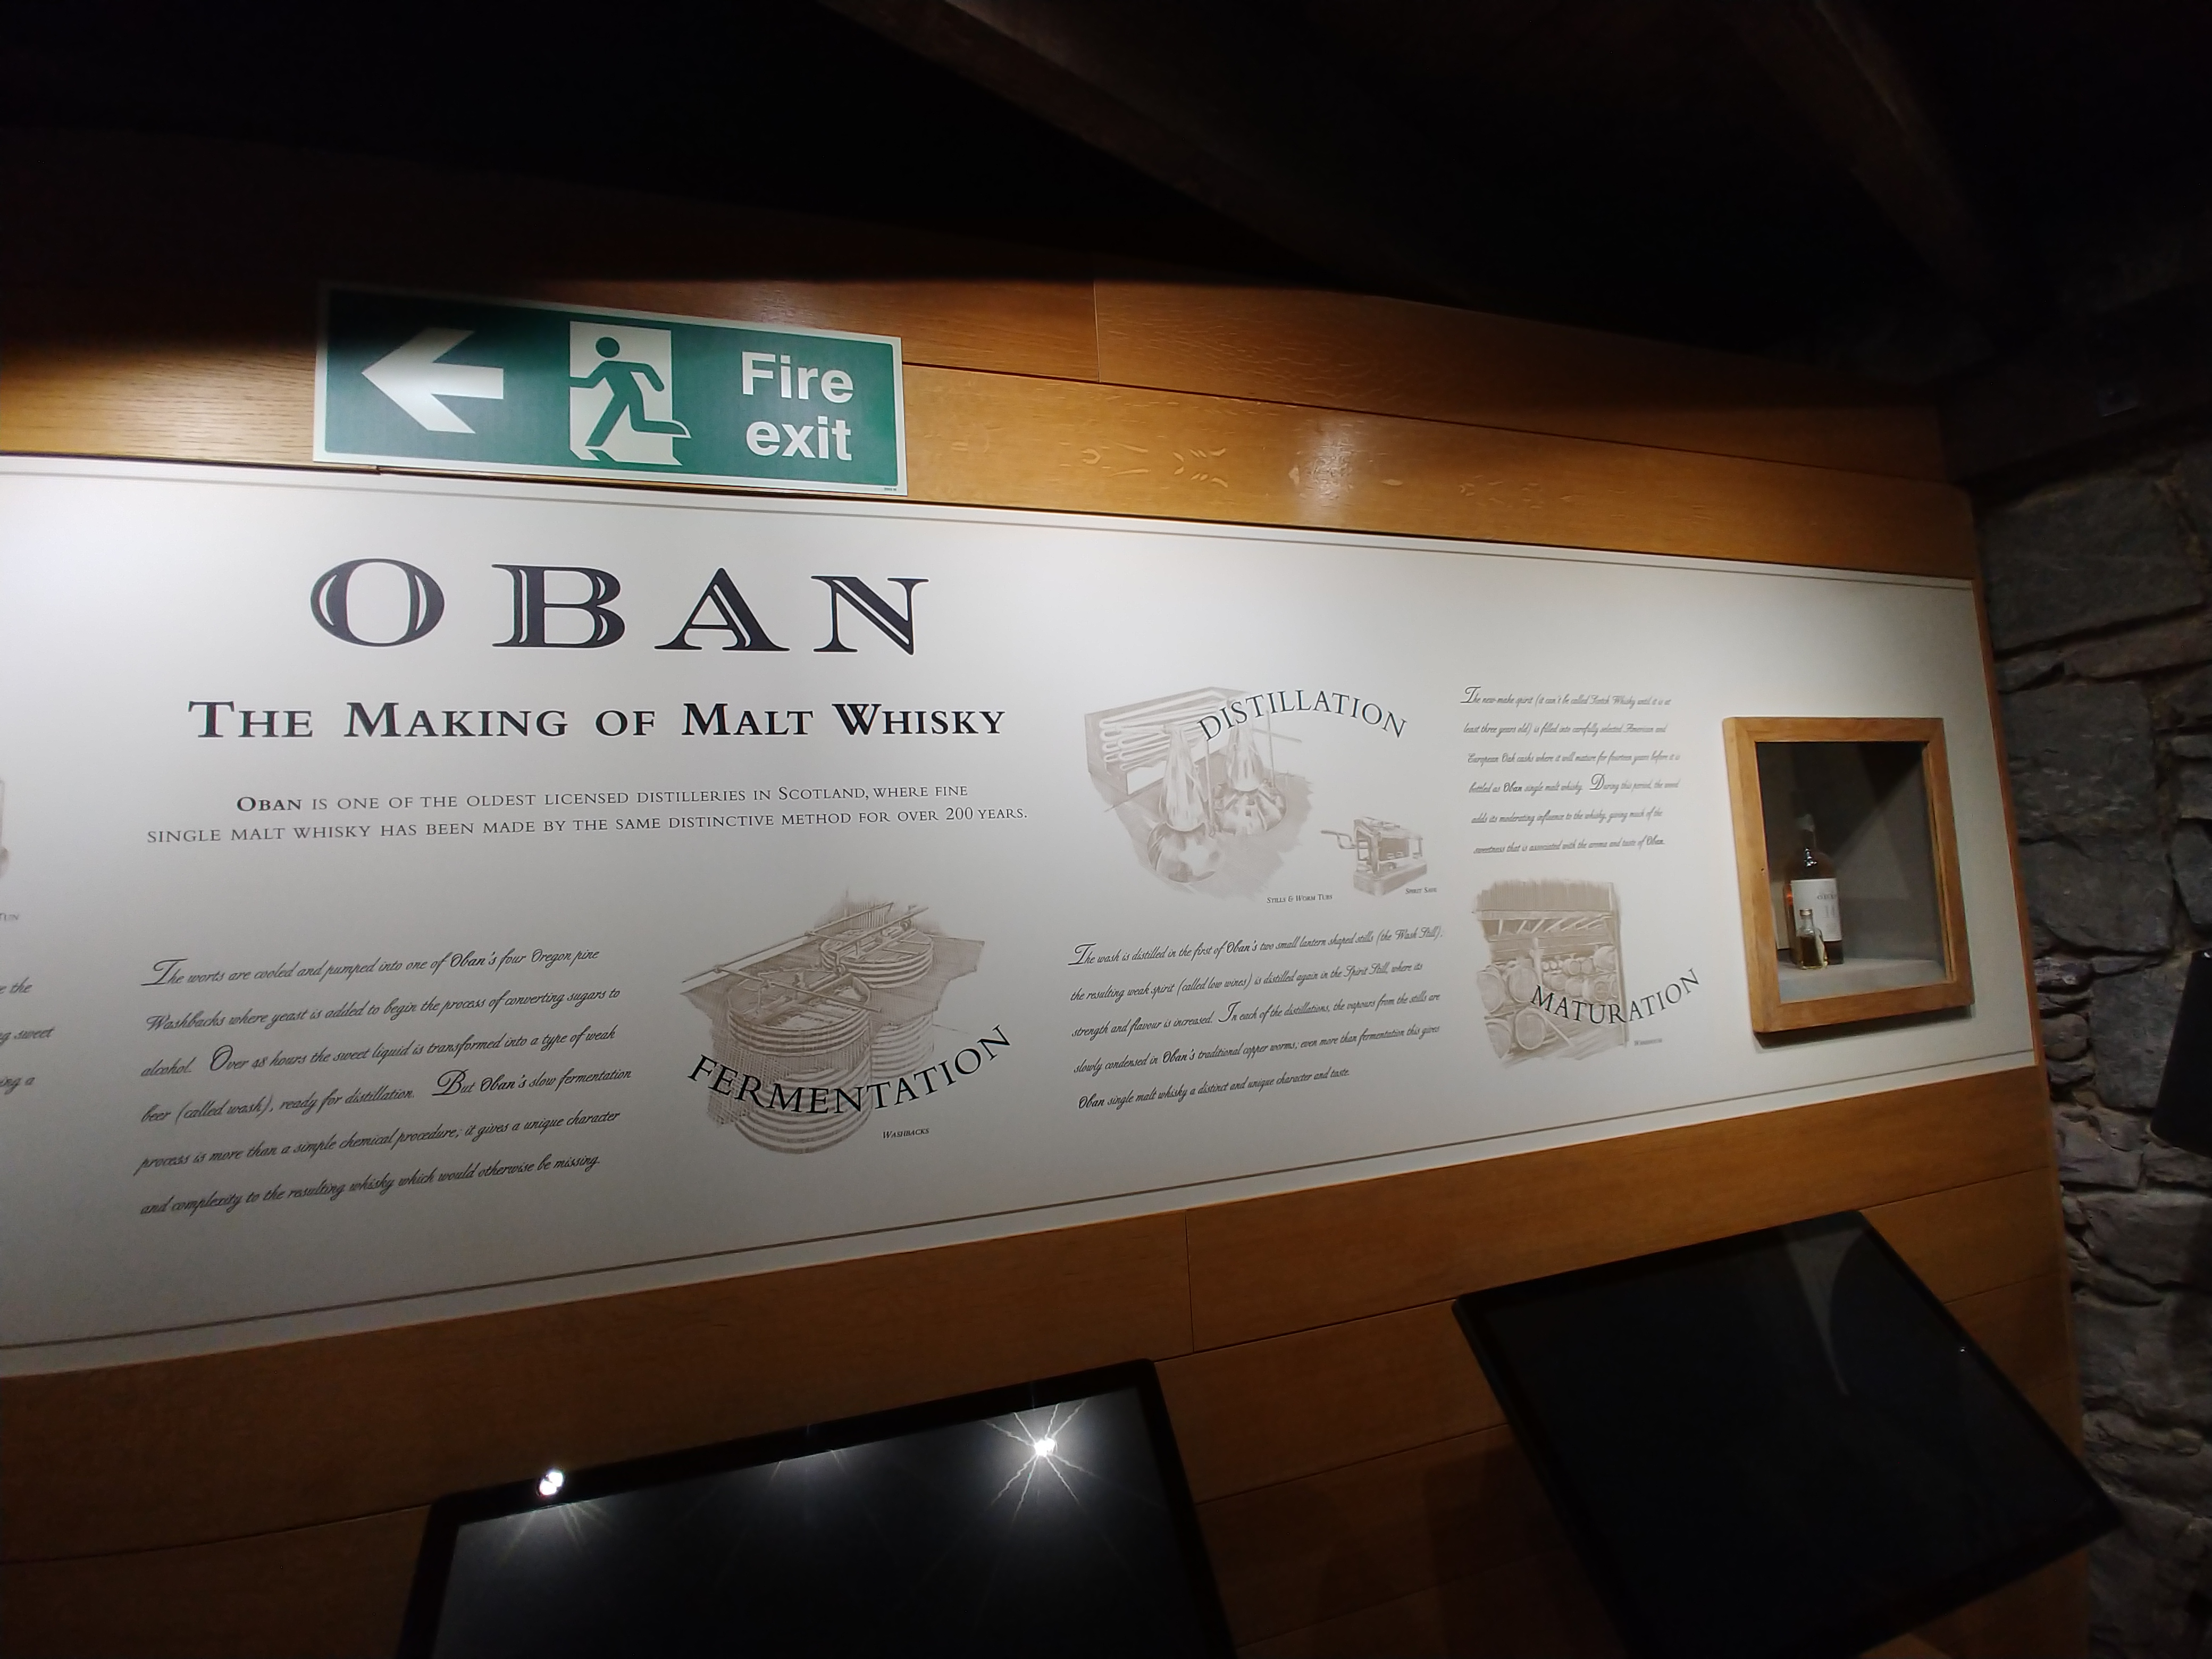 Fire
exit
OBAN
THE MAKING OF MALT WHISKY
OBAN IS ONE OF THE OLDEST LICENSED DISTILLERIES IN SCOTLAND, WHERE FINE
SINGLE MALT WHISKY HAS BEEN MADE BY THE SAME DISTINCTIVE METHOD FOR OVER 200 YEARS.
TUN
e the
g sweet
ing a
The worts are cooled and pumped into one of Oban's four Oregon pine
Washbacks where yeast is added to begin the process of converting sugars to
alcohol. Over 48 hours the sweet liquid is transformed into a type of weak
beer (called wash), ready for distillation. But Oban's slow fermentation
process is more than a simple chemical procedure; it gives a unique character
and complexity to the resulting whisky which would otherwise be missing.
FERMENTATION
WASHBACKS
DISTILLATION
STILLS & WORM TUBS
SPIRIT SAFE
The wash is distilled in the first of Oban's two small lantern shaped stills (the Wash Still);
the resulting weak spirit (called low wines) is distilled again in the Spirit Still, where its
strength and flavour is increased. In each of the distillations, the vapours from the stills are
slowly condensed in Oban's traditional copper worms; even more than fermentation this gives
Oban single malt whisky a distinct and unique character and taste.
The new-make spirit (it can't be called Scotch Whisky until it is at
least three years old) is filled into carefully selected American and
European Oak casks where it will mature for fourteen years before it is
bottled as Oban single malt whisky. During this period, the wood
adds its moderating influence to the whisky, giving much of the
sweetness that is associated with the aroma and taste of Oban.
MATURATION